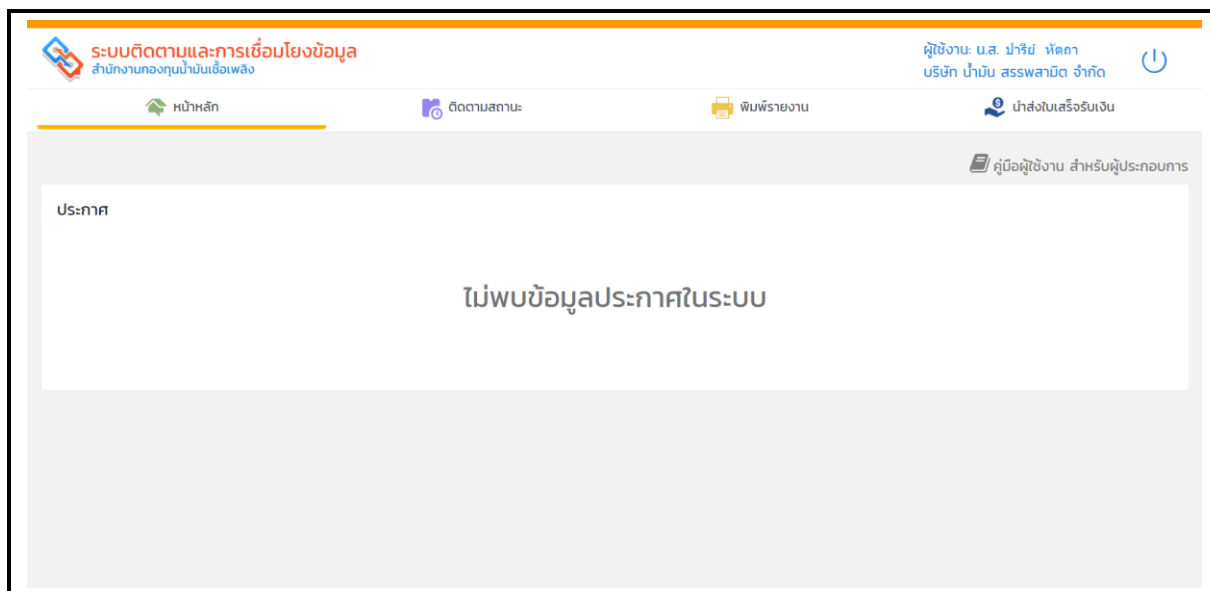 ระบบติดตามและการเชื่อมโยงข้อมูล
สำนักงานกองทุนน้ำมันเชื้อเพลิง
ผู้ใช้งาน: น.ส. ปารีย์ หัดถา
บริษัท น้ำมัน สรรพสามิต จำกัด
หน้าหลัก
ติดตามสถานะ
พิมพ์รายงาน
นำส่งใบเสร็จรับเงิน
คู่มือผู้ใช้งาน สำหรับผู้ประกอบการ
ประกาศ
ไม่พบข้อมูลประกาศในระบบ